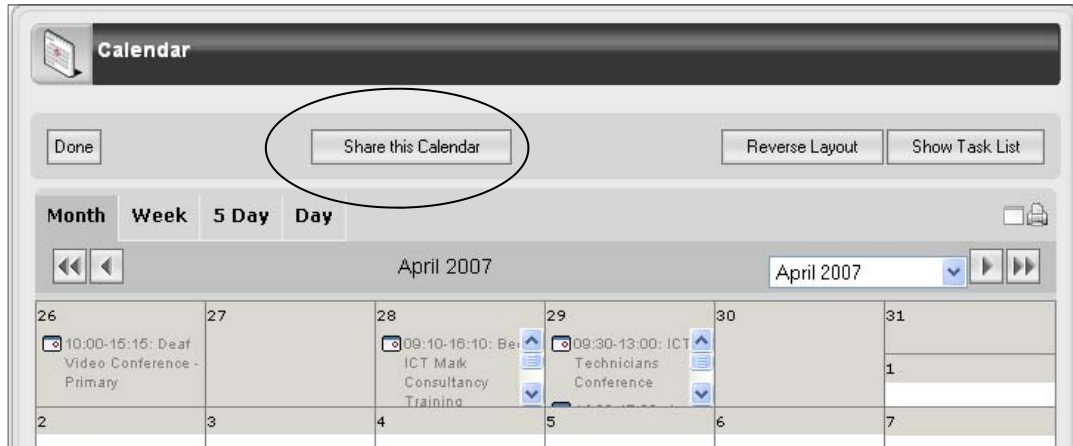 Calendar
Done
Share this Calendar
Reverse Layout
Show Task List
Month
Week
5 Day
Day
April 2007
April 2007
26
27
28
29
30
31
10:00-15:15: Deaf
Video Conference -
Primary
09:10-16:10:
ICT Mark
Consultancy
Training
09:30-13:00: ICT
Technicians
Conference
1
2
3
4
5
6
7